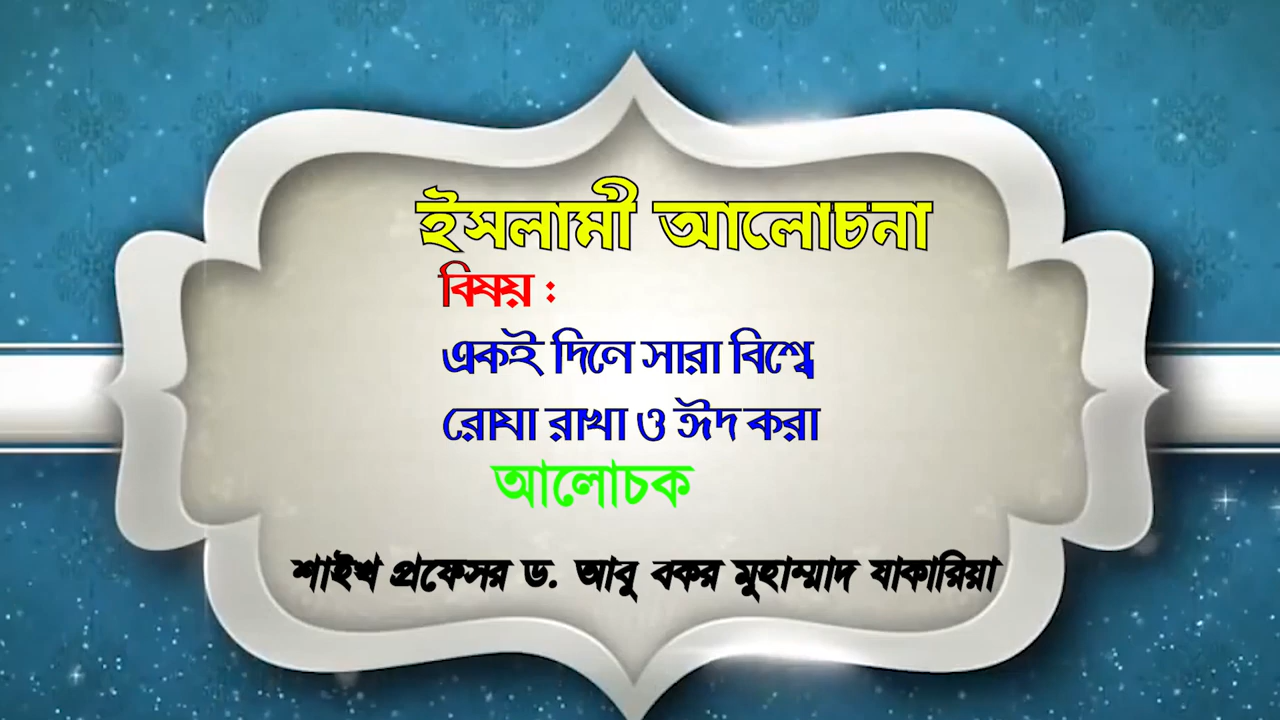 ইসলামী আলোচনা
বিষয় :
একই দিনে সারা বিশ্বে
রোযা রাখা ও ঈদ করা
আলোচক
শাইখ প্রফেসর ড. আবু বকর মুহাম্মাদ যাকারিয়া